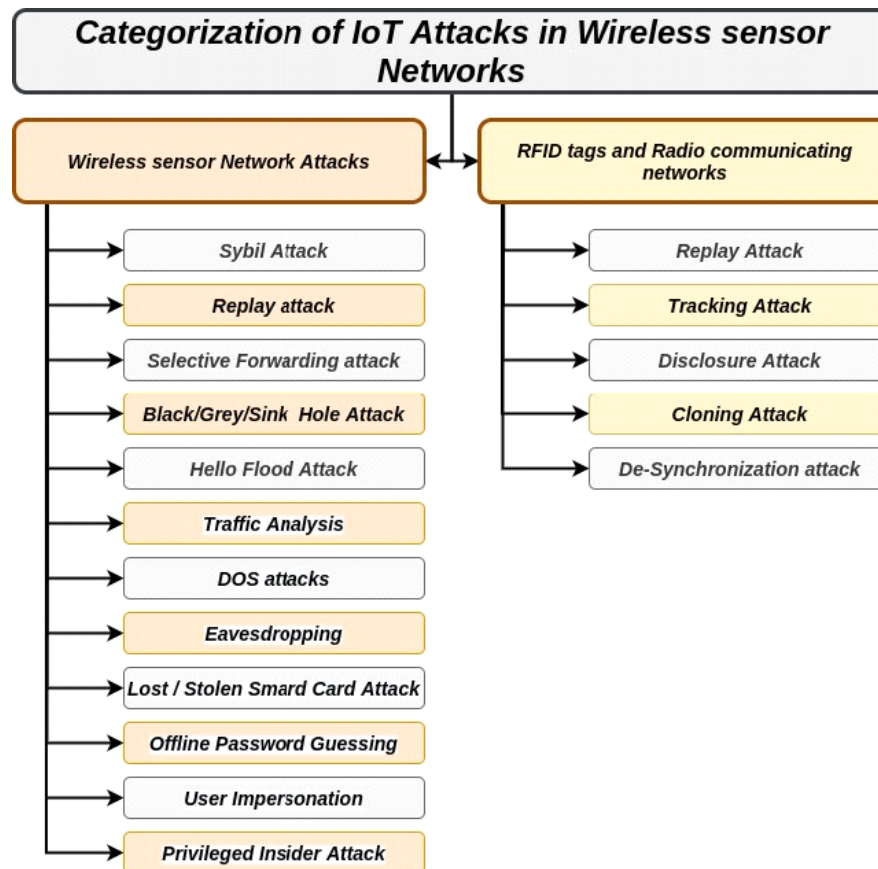 Categorization of IoT Attacks in Wireless sensor
Networks
Wireless sensor Network Attacks
Sybil Attack
Replay attack
Selective Forwarding attack
Black/Grey/Sink Hole Attack
Hello Flood Attack
Traffic Analysis
DOS attacks
Eavesdropping
Lost / Stolen Smard Card Attack
Offline Password Guessing
User Impersonation
Privileged Insider Attack
RFID tags and Radio communicating
networks
Replay Attack
Tracking Attack
Disclosure Attack
Cloning Attack
De-Synchronization attack